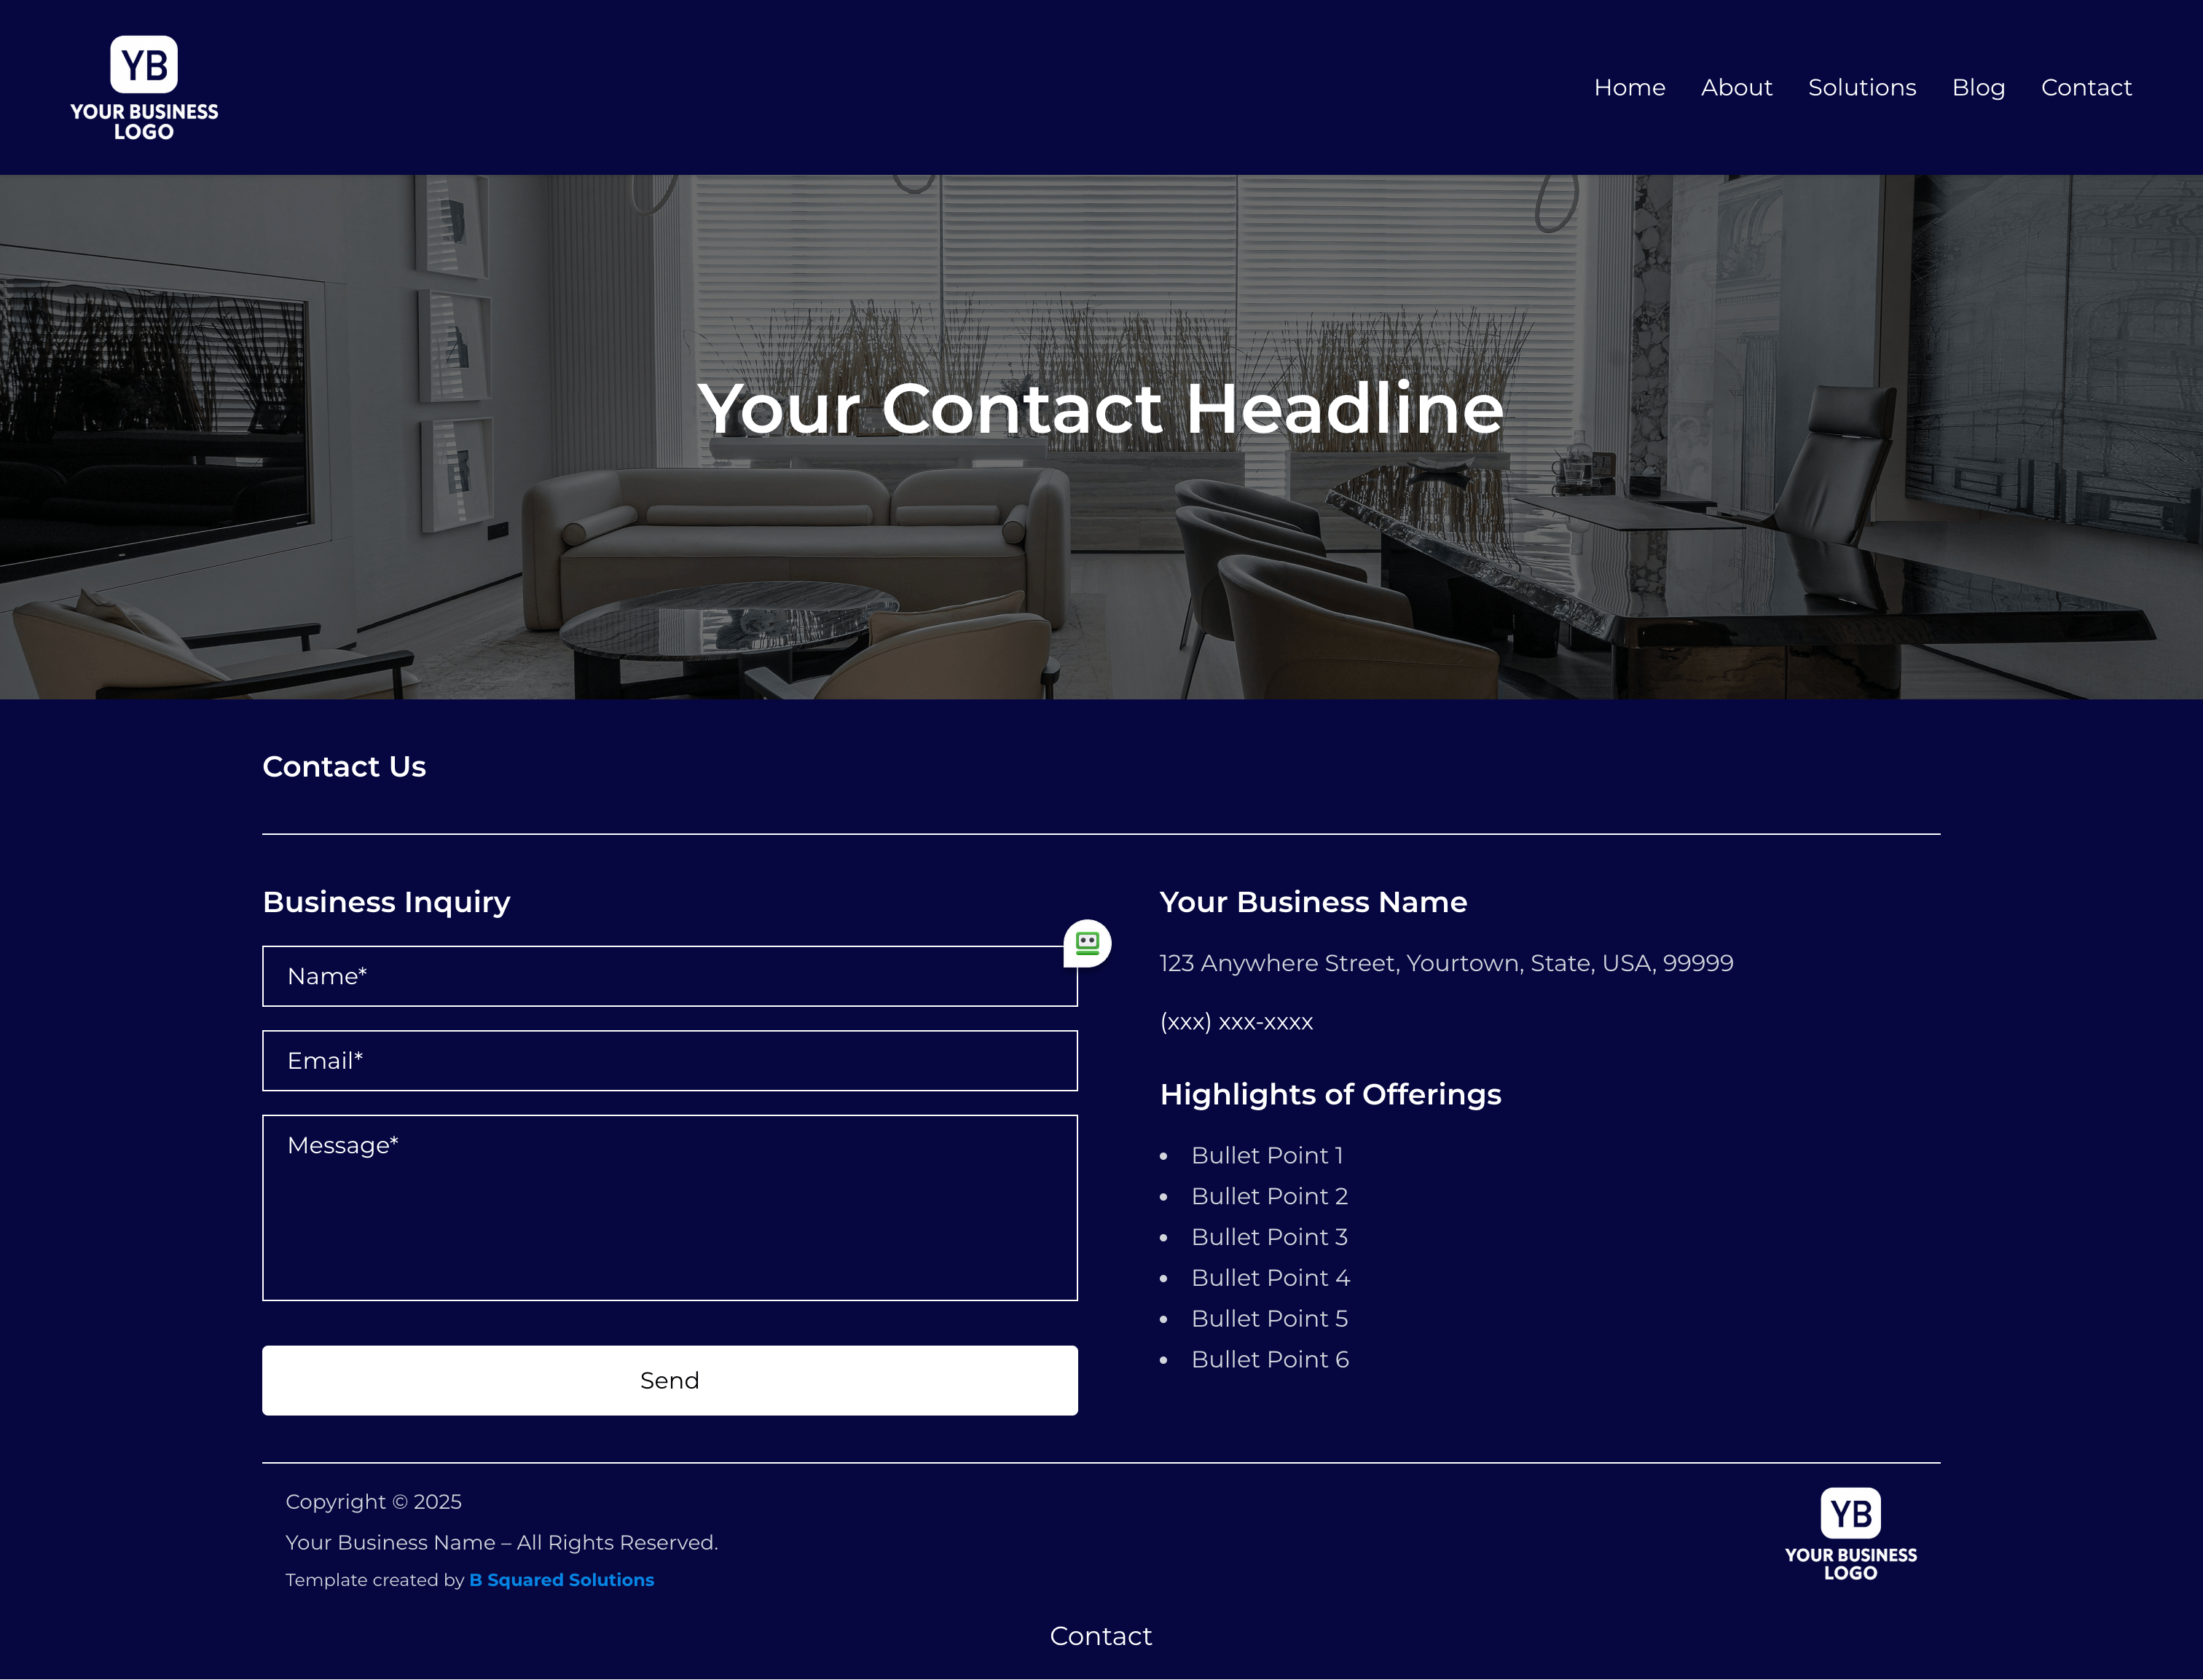 YB
YOUR BUSINESS
LOGO
Home About Solutions Blog Contact
Your Contact Headline
Contact Us
Business Inquiry
Name*
Email*
Message*
Send
Your Business Name
123 Anywhere Street, Yourtown, State, USA, 99999
(xxx) xxx-xxxx
Highlights of Offerings
• Bullet Point 1
• Bullet Point 2
• Bullet Point 3
• Bullet Point 4
• Bullet Point 5
• Bullet Point 6
Copyright © 2025
Your Business Name – All Rights Reserved.
Template created by B Squared Solutions
YB
YOUR BUSINESS
LOGO
Contact